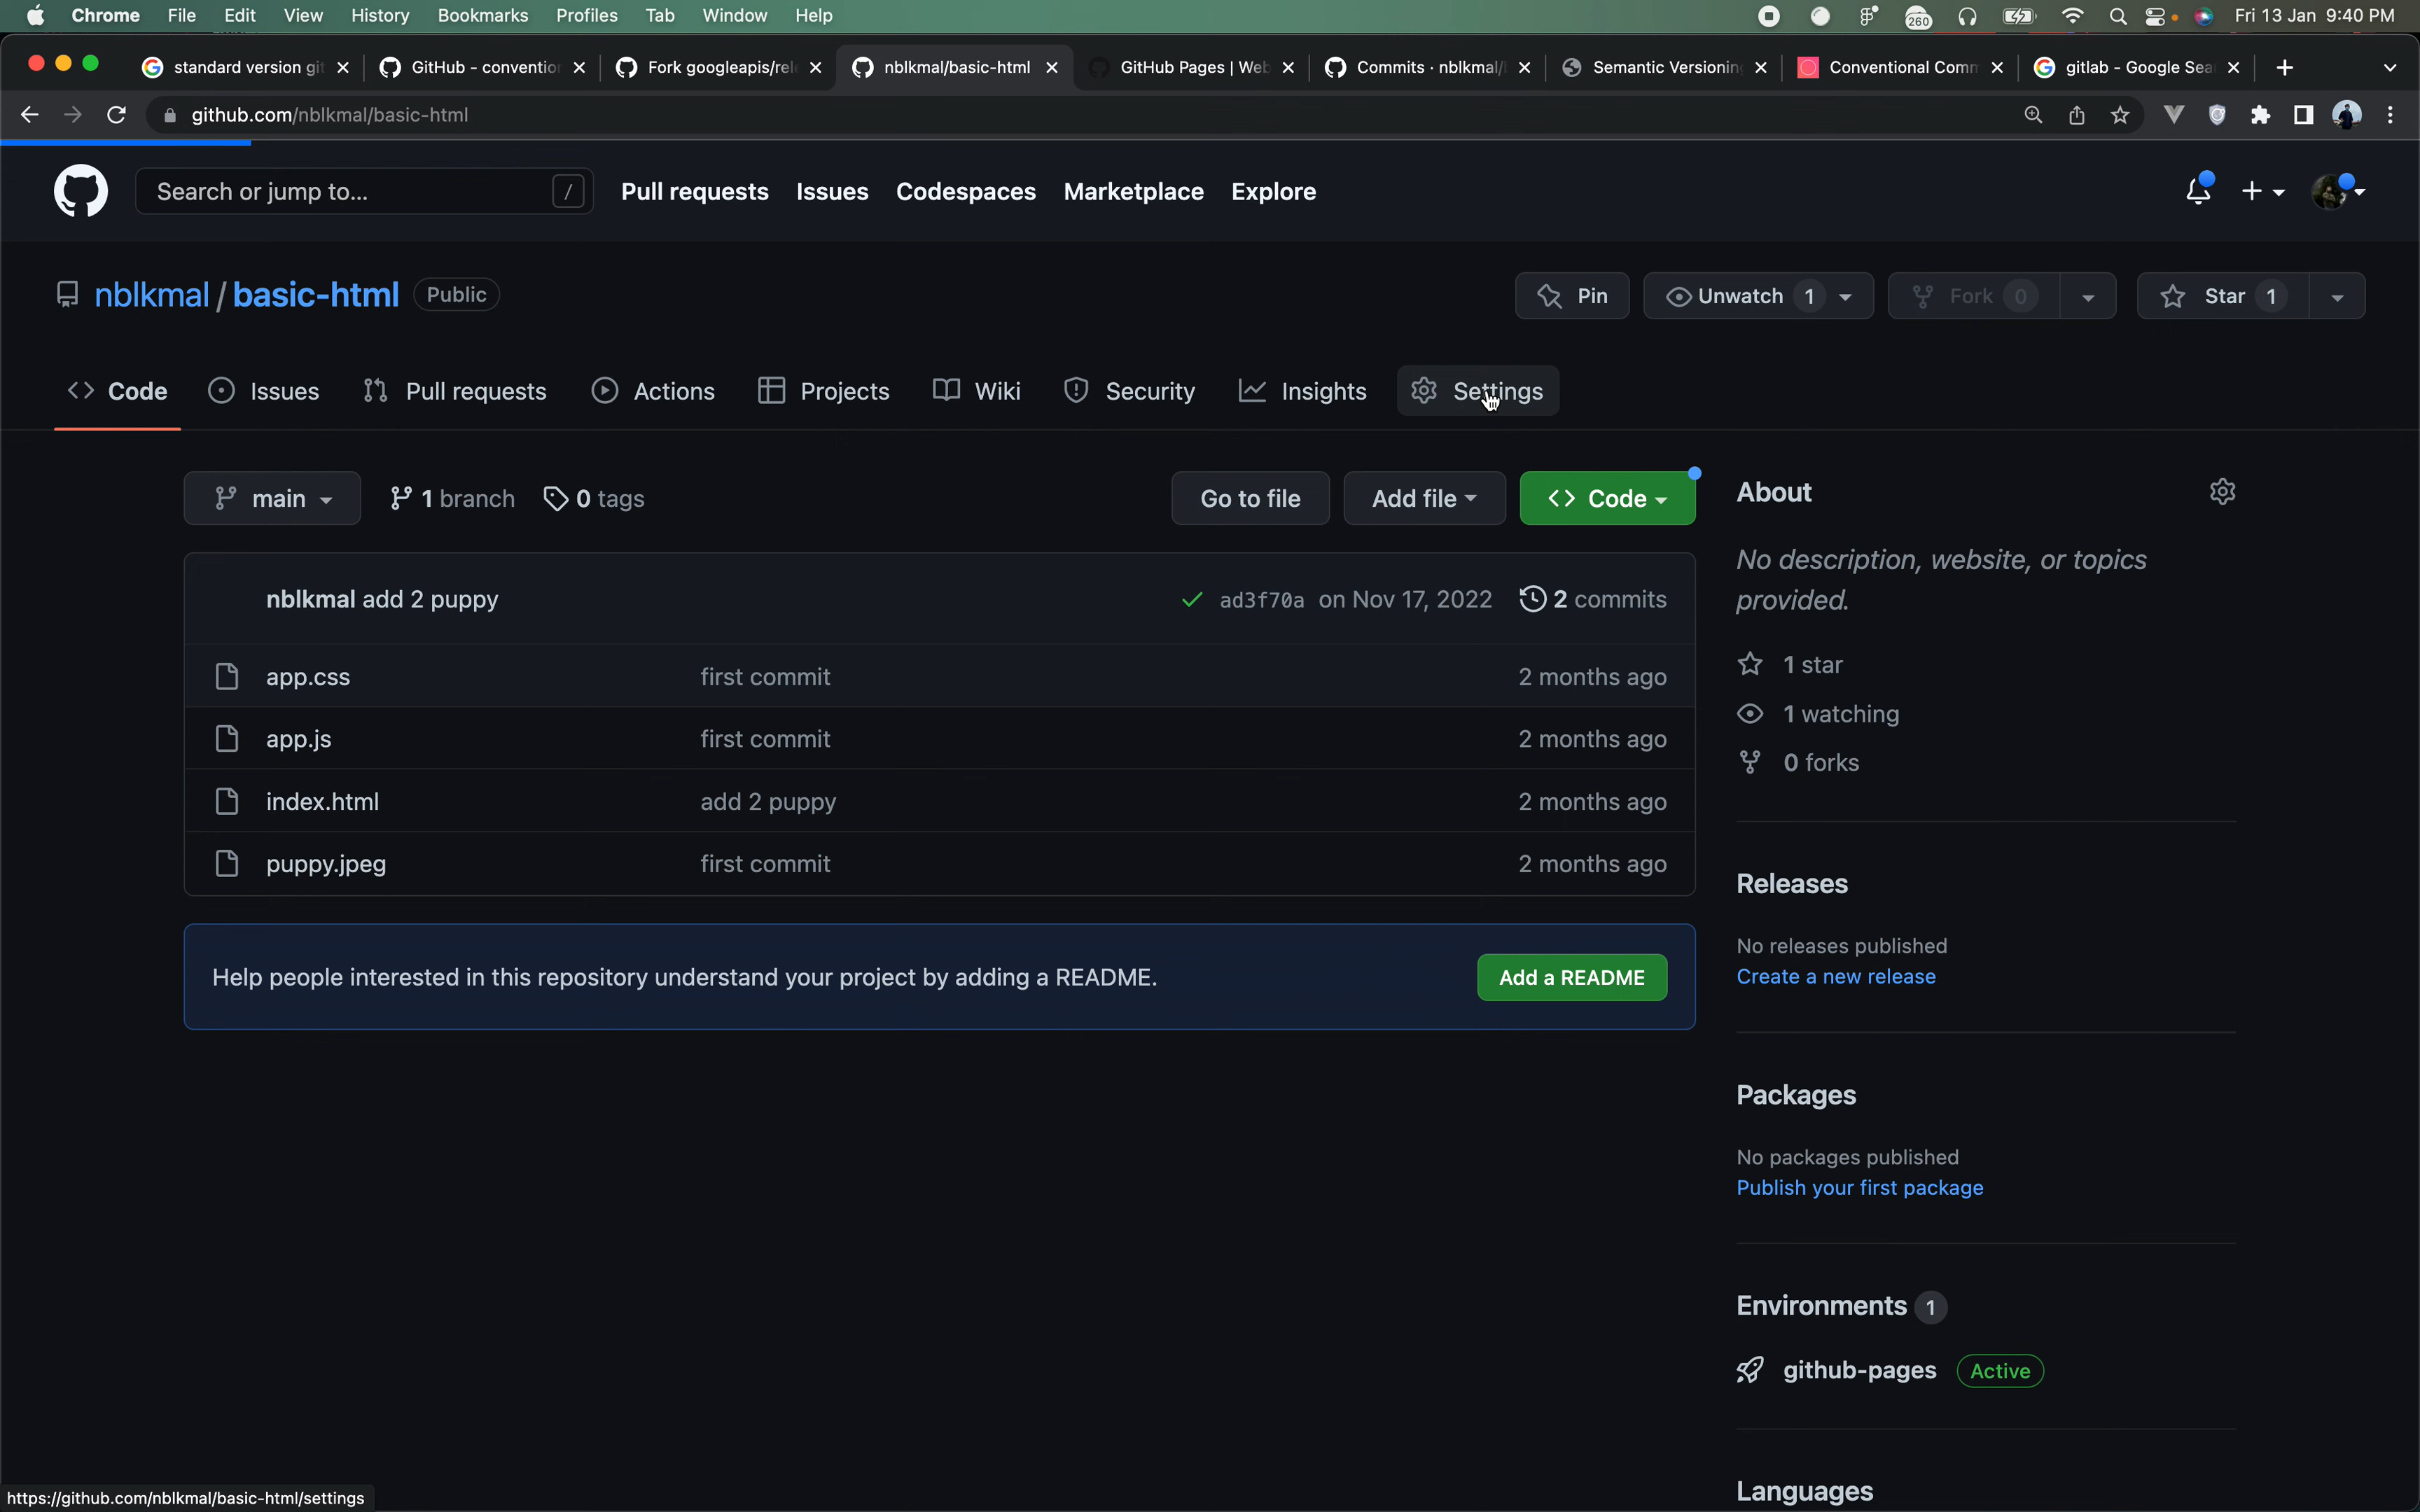 Chrome File Edit View History Bookmarks Profiles Tab Window Help 260 Fri 13 Jan 9:40 PM
standard version git GitHub - convention Fork googleapis/rele nblkmal/basic-html GitHub Pages | Web Commits · nblkmal/ Semantic Versioning Conventional Comm gitlab - Google Sea
github.com/nblkmal/basic-html
Search or jump to... / Pull requests Issues Codespaces Marketplace Explore
nblkmal / basic-html Public Pin Unwatch 1 Fork 0 Star 1
Code Issues Pull requests Actions Projects Wiki Security Insights Settings
main 1 branch 0 tags Go to file Add file Code
nblkmal add 2 puppy ad3f70a on Nov 17, 2022 2 commits
app.css first commit 2 months ago
app.js first commit 2 months ago
index.html add 2 puppy 2 months ago
puppy.jpeg first commit 2 months ago
Help people interested in this repository understand your project by adding a README. Add a README
About
No description, website, or topics
provided.
1 star
1 watching
0 forks
Releases
No releases published
Create a new release
Packages
No packages published
Publish your first package
Environments 1
github-pages Active
Languages
https://github.com/nblkmal/basic-html/settings